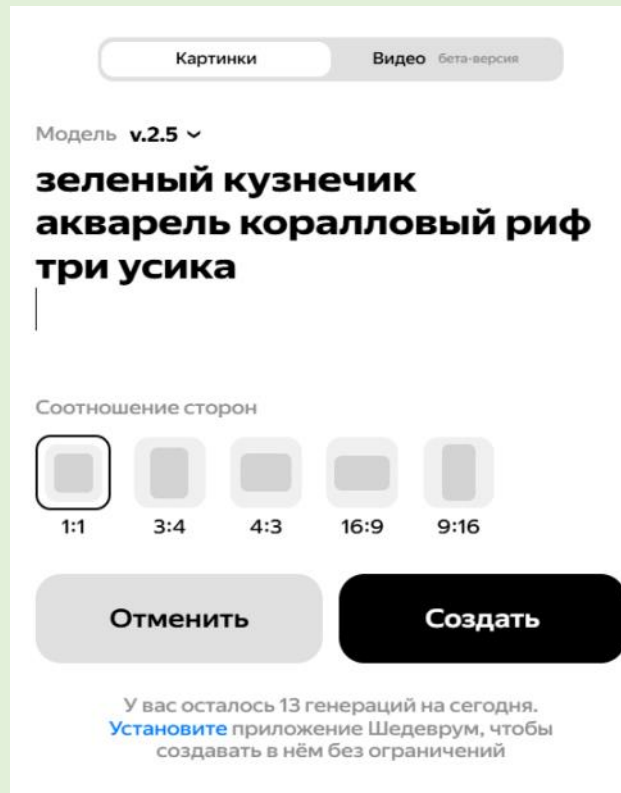 Картинки Видео бета-версия
Модель v.2.5
зеленый кузнечик
акварель коралловый риф
три усика
Соотношение сторон
1:1 3:4 4:3 16:9 9:16
Отменить Создать
У вас осталось 13 генераций на сегодня.
Установите приложение Шедеврум, чтобы
создавать в нём без ограничений